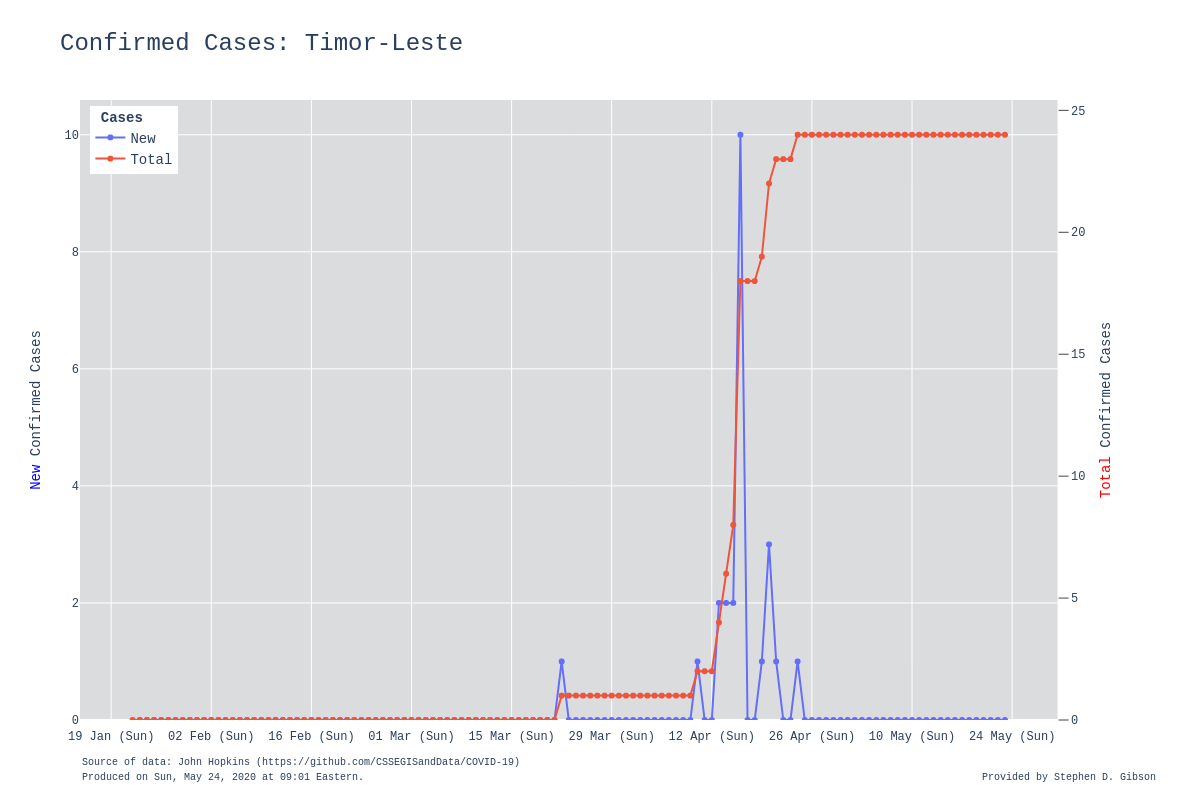 Confirmed Cases: Timor-Leste
Cases
New
Total
10
8
6
4
2
0
25
20
15
10
5
0
New Confirmed Cases
Total Confirmed Cases
19 Jan (Sun) 02 Feb (Sun) 16 Feb (Sun) 01 Mar (Sun) 15 Mar (Sun) 29 Mar (Sun) 12 Apr (Sun) 26 Apr (Sun) 10 May (Sun) 24 May (Sun)
Source of data: John Hopkins (https://github.com/CSSEGISandData/COVID-19)
Produced on Sun, May 24, 2020 at 09:01 Eastern.
Provided by Stephen D. Gibson